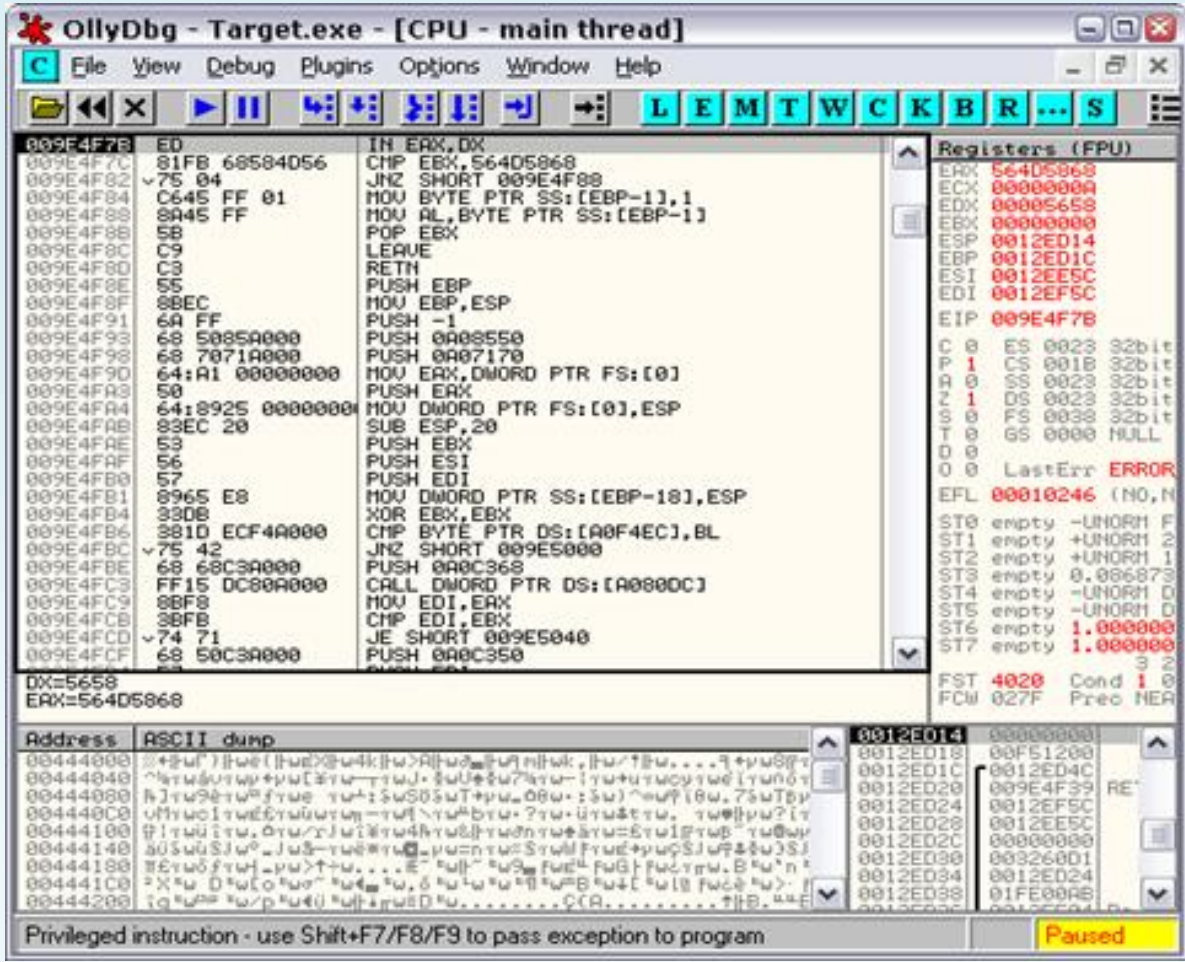 OllyDbg - Target.exe - [CPU - main thread]
C File View Debug Plugins Options Window Help
L E M T W C K B R ... S
009E4F7B ED IN EAX,DX
009E4F7C 81FB 68584D56 CMP EBX,564D5868
009E4F82 75 04 JNZ SHORT 009E4F88
009E4F84 C645 FF 01 MOV BYTE PTR SS:[EBP-1],1
009E4F88 8A45 FF MOV AL,BYTE PTR SS:[EBP-1]
009E4F8B 5B POP EBX
009E4F8C C9 LEAVE
009E4F8D C3 RETN
009E4F8E 55 PUSH EBP
009E4F8F 8BEC MOV EBP,ESP
009E4F91 6A FF PUSH -1
009E4F93 68 5085A000 PUSH 0A08550
009E4F98 68 7071A000 PUSH 0A07170
009E4F9D 64:A1 00000000 MOV EAX,DWORD PTR FS:[0]
009E4FA3 50 PUSH EAX
009E4FA4 64:8925 0000000 MOV DWORD PTR FS:[0],ESP
009E4FAB 83EC 20 SUB ESP,20
009E4FAE 53 PUSH EBX
009E4FAF 56 PUSH ESI
009E4FB0 57 PUSH EDI
009E4FB1 8965 E8 MOV DWORD PTR SS:[EBP-18],ESP
009E4FB4 33DB XOR EBX,EBX
009E4FB6 381D ECF4A000 CMP BYTE PTR DS:[A0F4EC],BL
009E4FBC 75 42 JNZ SHORT 009E5000
009E4FBE 68 68C3A000 PUSH 0A0C368
009E4FC3 FF15 DC80A000 CALL DWORD PTR DS:[A080DC]
009E4FC9 8BF8 MOV EDI,EAX
009E4FCB 3BFB CMP EDI,EBX
009E4FCD 74 71 JE SHORT 009E5040
009E4FCF 68 50C3A000 PUSH 0A0C350
DX=5658
EAX=564D5868
Registers (FPU)
EAX 564D5868
ECX 0000000A
EDX 00005658
EBX 00000000
ESP 0012ED14
EBP 0012ED1C
ESI 0012EE5C
EDI 0012EF5C
EIP 009E4F7B
C 0 ES 0023 32bit
P 1 CS 001B 32bit
A 0 SS 0023 32bit
Z 1 DS 0023 32bit
S 0 FS 0038 32bit
T 0 GS 0000 NULL
D 0
O 0 LastErr ERROR
EFL 00010246 (NO,N
ST0 empty -UNORM F
ST1 empty +UNORM 2
ST2 empty +UNORM 1
ST3 empty 0.086873
ST4 empty -UNORM D
ST5 empty -UNORM D
ST6 empty 1.000000
ST7 empty 1.000000
3 2
FST 4020 Cond 1 0
FCW 027F Prec NEA
Address ASCII dump
00444000
00444040
00444080
004440C0
00444100
00444140
00444180
004441C0
00444200
0012ED14 00000000
0012ED18 00F51200
0012ED1C 0012ED4C
0012ED20 009E4F39 RE
0012ED24 0012EF5C
0012ED28 0012EE5C
0012ED2C 00000000
0012ED30 003260D1
0012ED34 0012ED24
0012ED38 01FE00AB
Privileged instruction - use Shift+F7/F8/F9 to pass exception to program
Paused